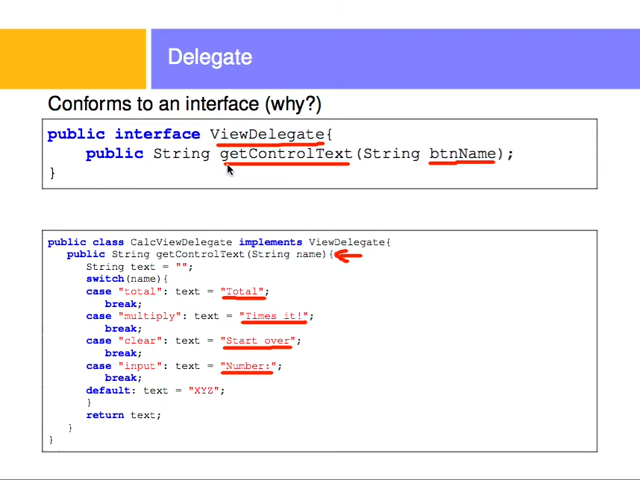 Delegate
Conforms to an interface (why?)
public interface ViewDelegate{
public String getControlText(String btnName);
}
public class CalcViewDelegate implements ViewDelegate{
public String getControlText(String name){
String text = "";
switch(name){
case "total": text = "Total";
break;
case "multiply": text = "Times it!";
break;
case "clear": text = "Start over";
break;
case "input": text = "Number:";
break;
default: text = "XYZ";
}
return text;
}
}